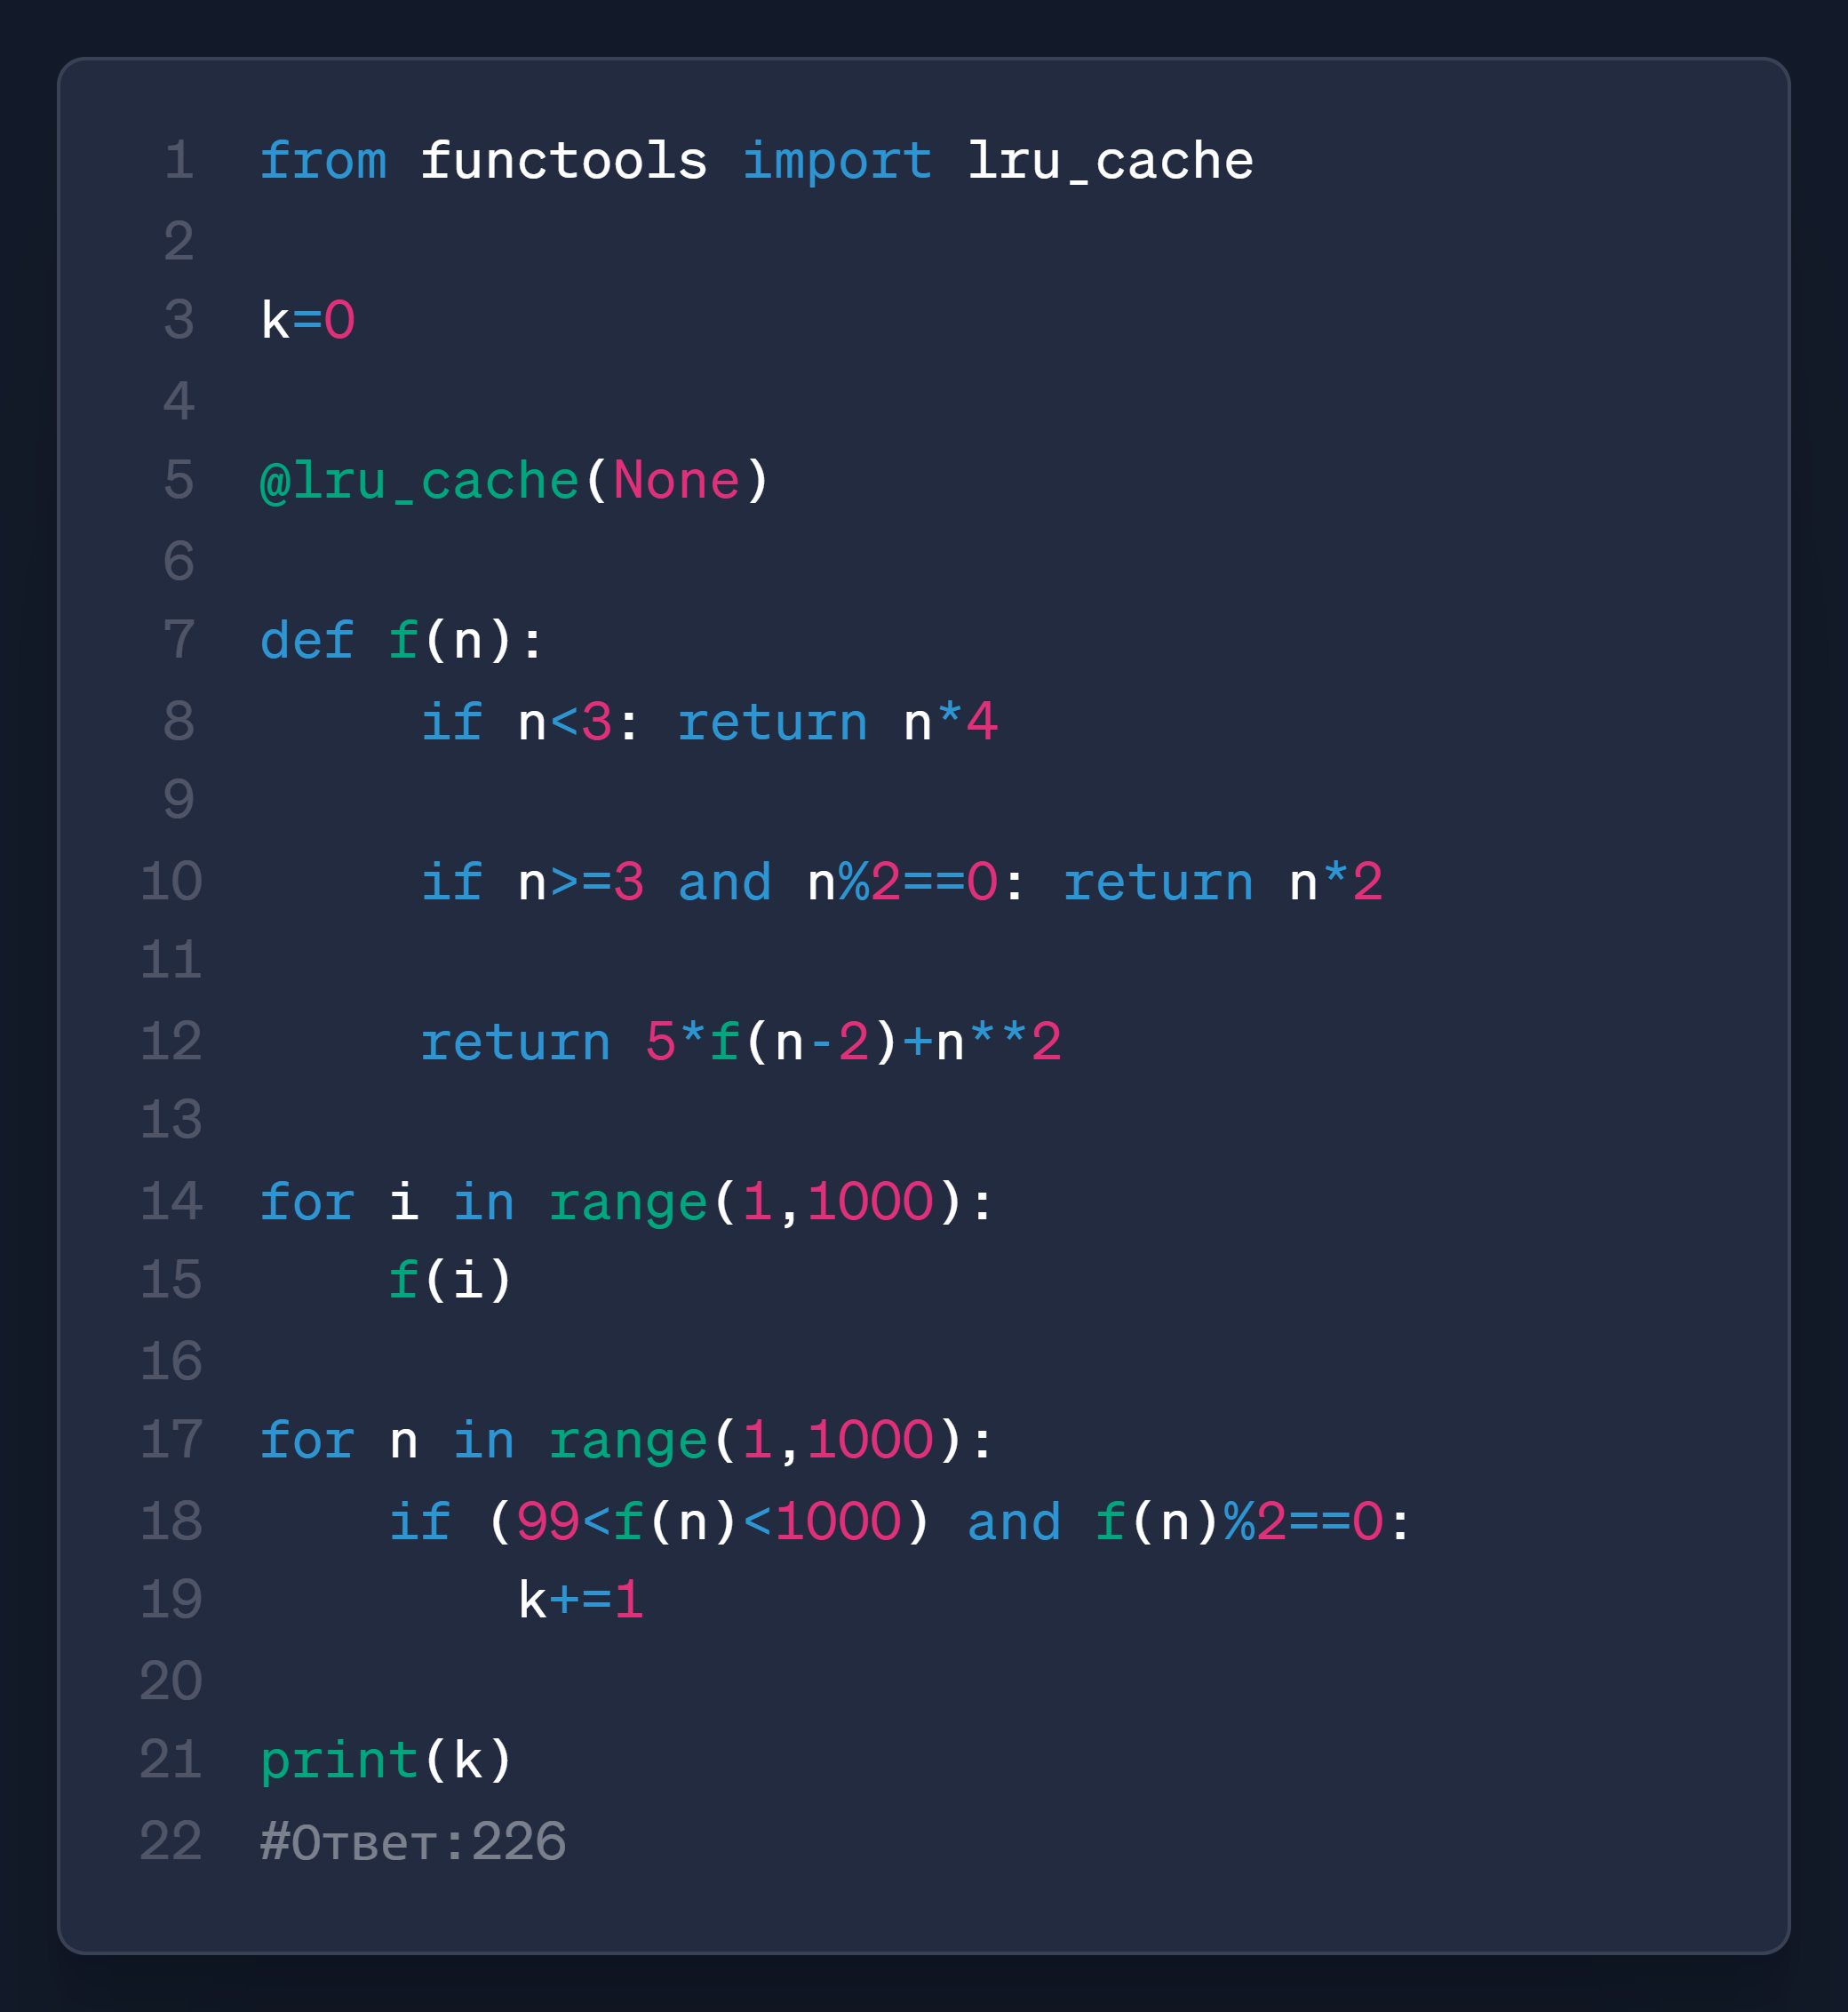 1 from functools import lru_cache
2
3 k=0
4
5 @lru_cache(None)
6
7 def f(n):
8      if n<3: return n*4
9
10      if n>=3 and n%2==0: return n*2
11
12      return 5*f(n-2)+n**2
13
14 for i in range(1,1000):
15     f(i)
16
17 for n in range(1,1000):
18     if (99<f(n)<1000) and f(n)%2==0:
19         k+=1
20
21 print(k)
22 #Ответ:226